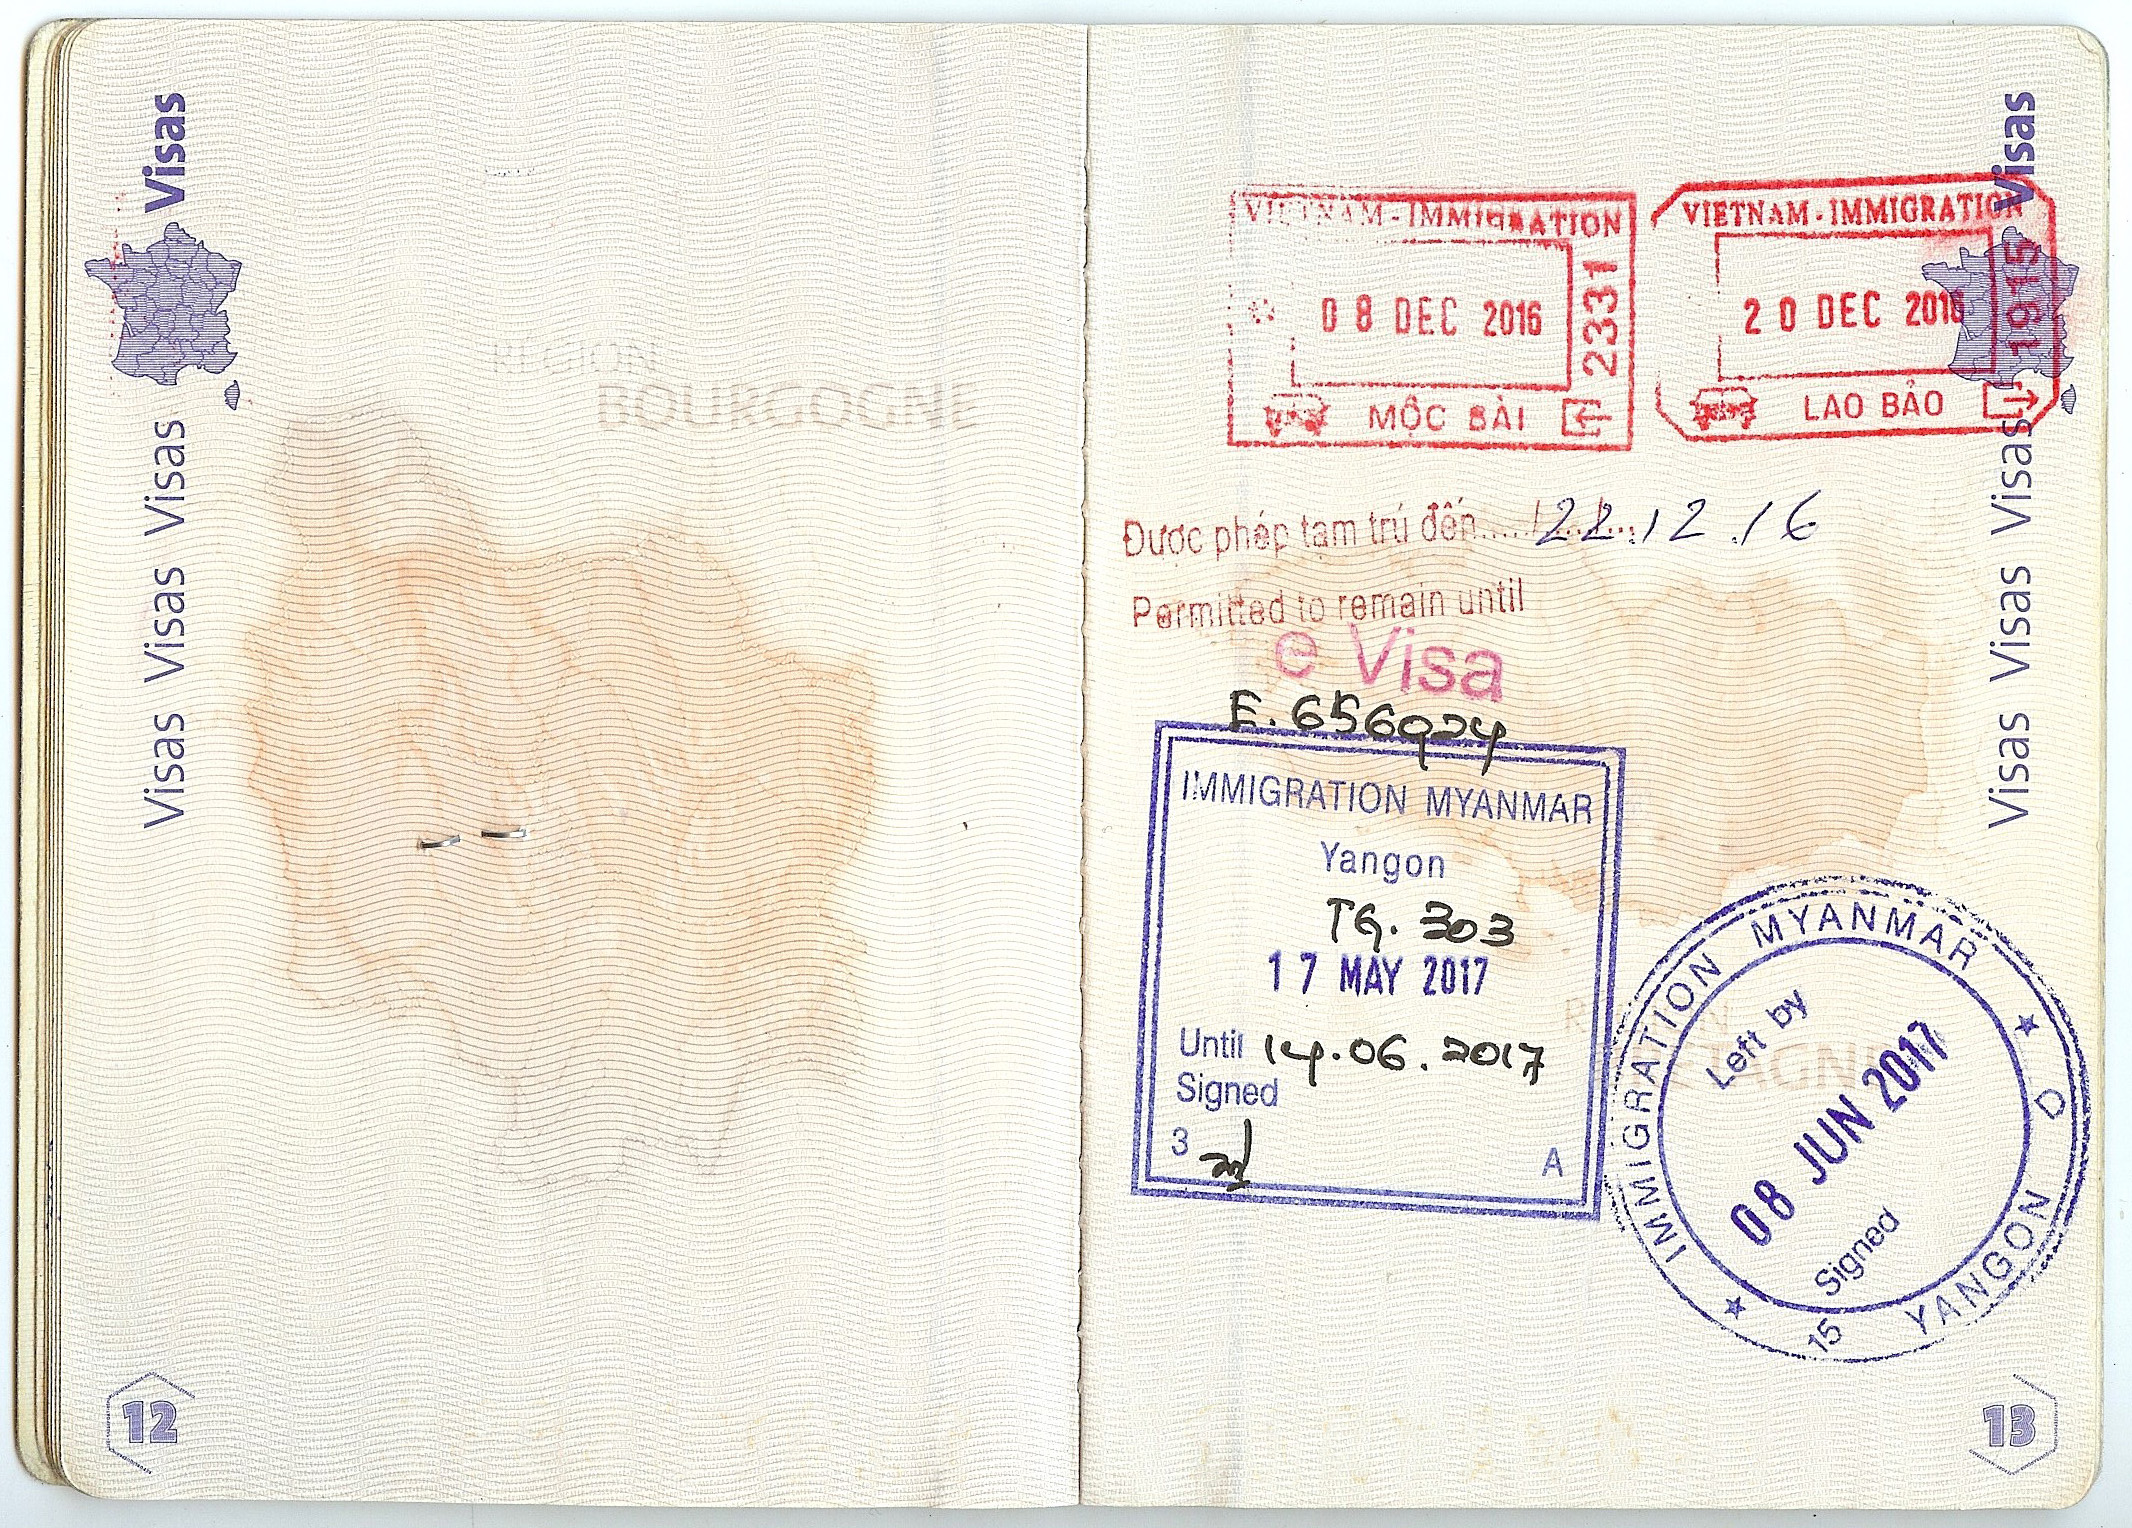 Visas
Visas Visas Visas
RÉGION
BOURGOGNE
12
Visas
Visas Visas Visas
VIETNAM - IMMIGRATION
08 DEC 2016
2331
MỘC BÀI
VIETNAM - IMMIGRATION
20 DEC 2016
1915
LAO BẢO
Được phép tạm trú đến 22.12.16
Permitted to remain until
e Visa
E. 656924
IMMIGRATION MYANMAR
Yangon
TG. 303
17 MAY 2017
Until 14.06.2017
Signed
3 A
IMMIGRATION MYANMAR
D
YANGON
15
Left by
08 JUN 2017
Signed
13